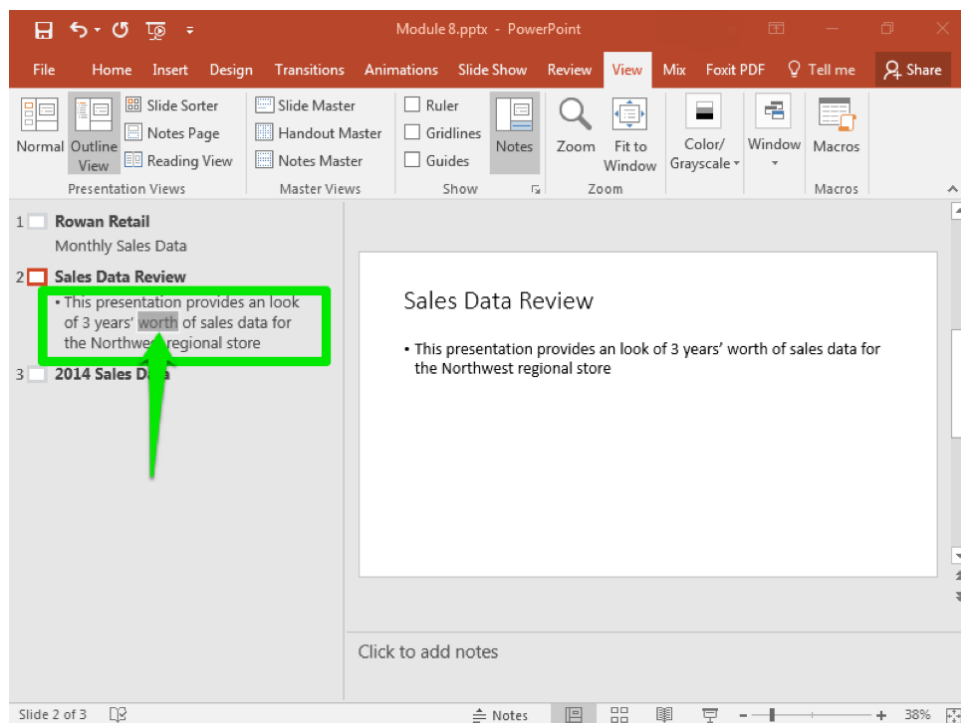 Module 8.pptx - PowerPoint
File Home Insert Design Transitions Animations Slide Show Review View Mix Foxit PDF Tell me Share
Normal
Outline View
Slide Sorter
Notes Page
Reading View
Presentation Views
Slide Master
Handout Master
Notes Master
Master Views
Ruler
Gridlines
Guides
Show
Notes
Zoom
Fit to Window
Zoom
Color/ Grayscale
Window
Macros
Macros
1 Rowan Retail
Monthly Sales Data
2 Sales Data Review
• This presentation provides an look
of 3 years' worth of sales data for
the Northwest regional store
3 2014 Sales Data
Sales Data Review
• This presentation provides an look of 3 years' worth of sales data for
the Northwest regional store
Click to add notes
Slide 2 of 3 Notes 38%